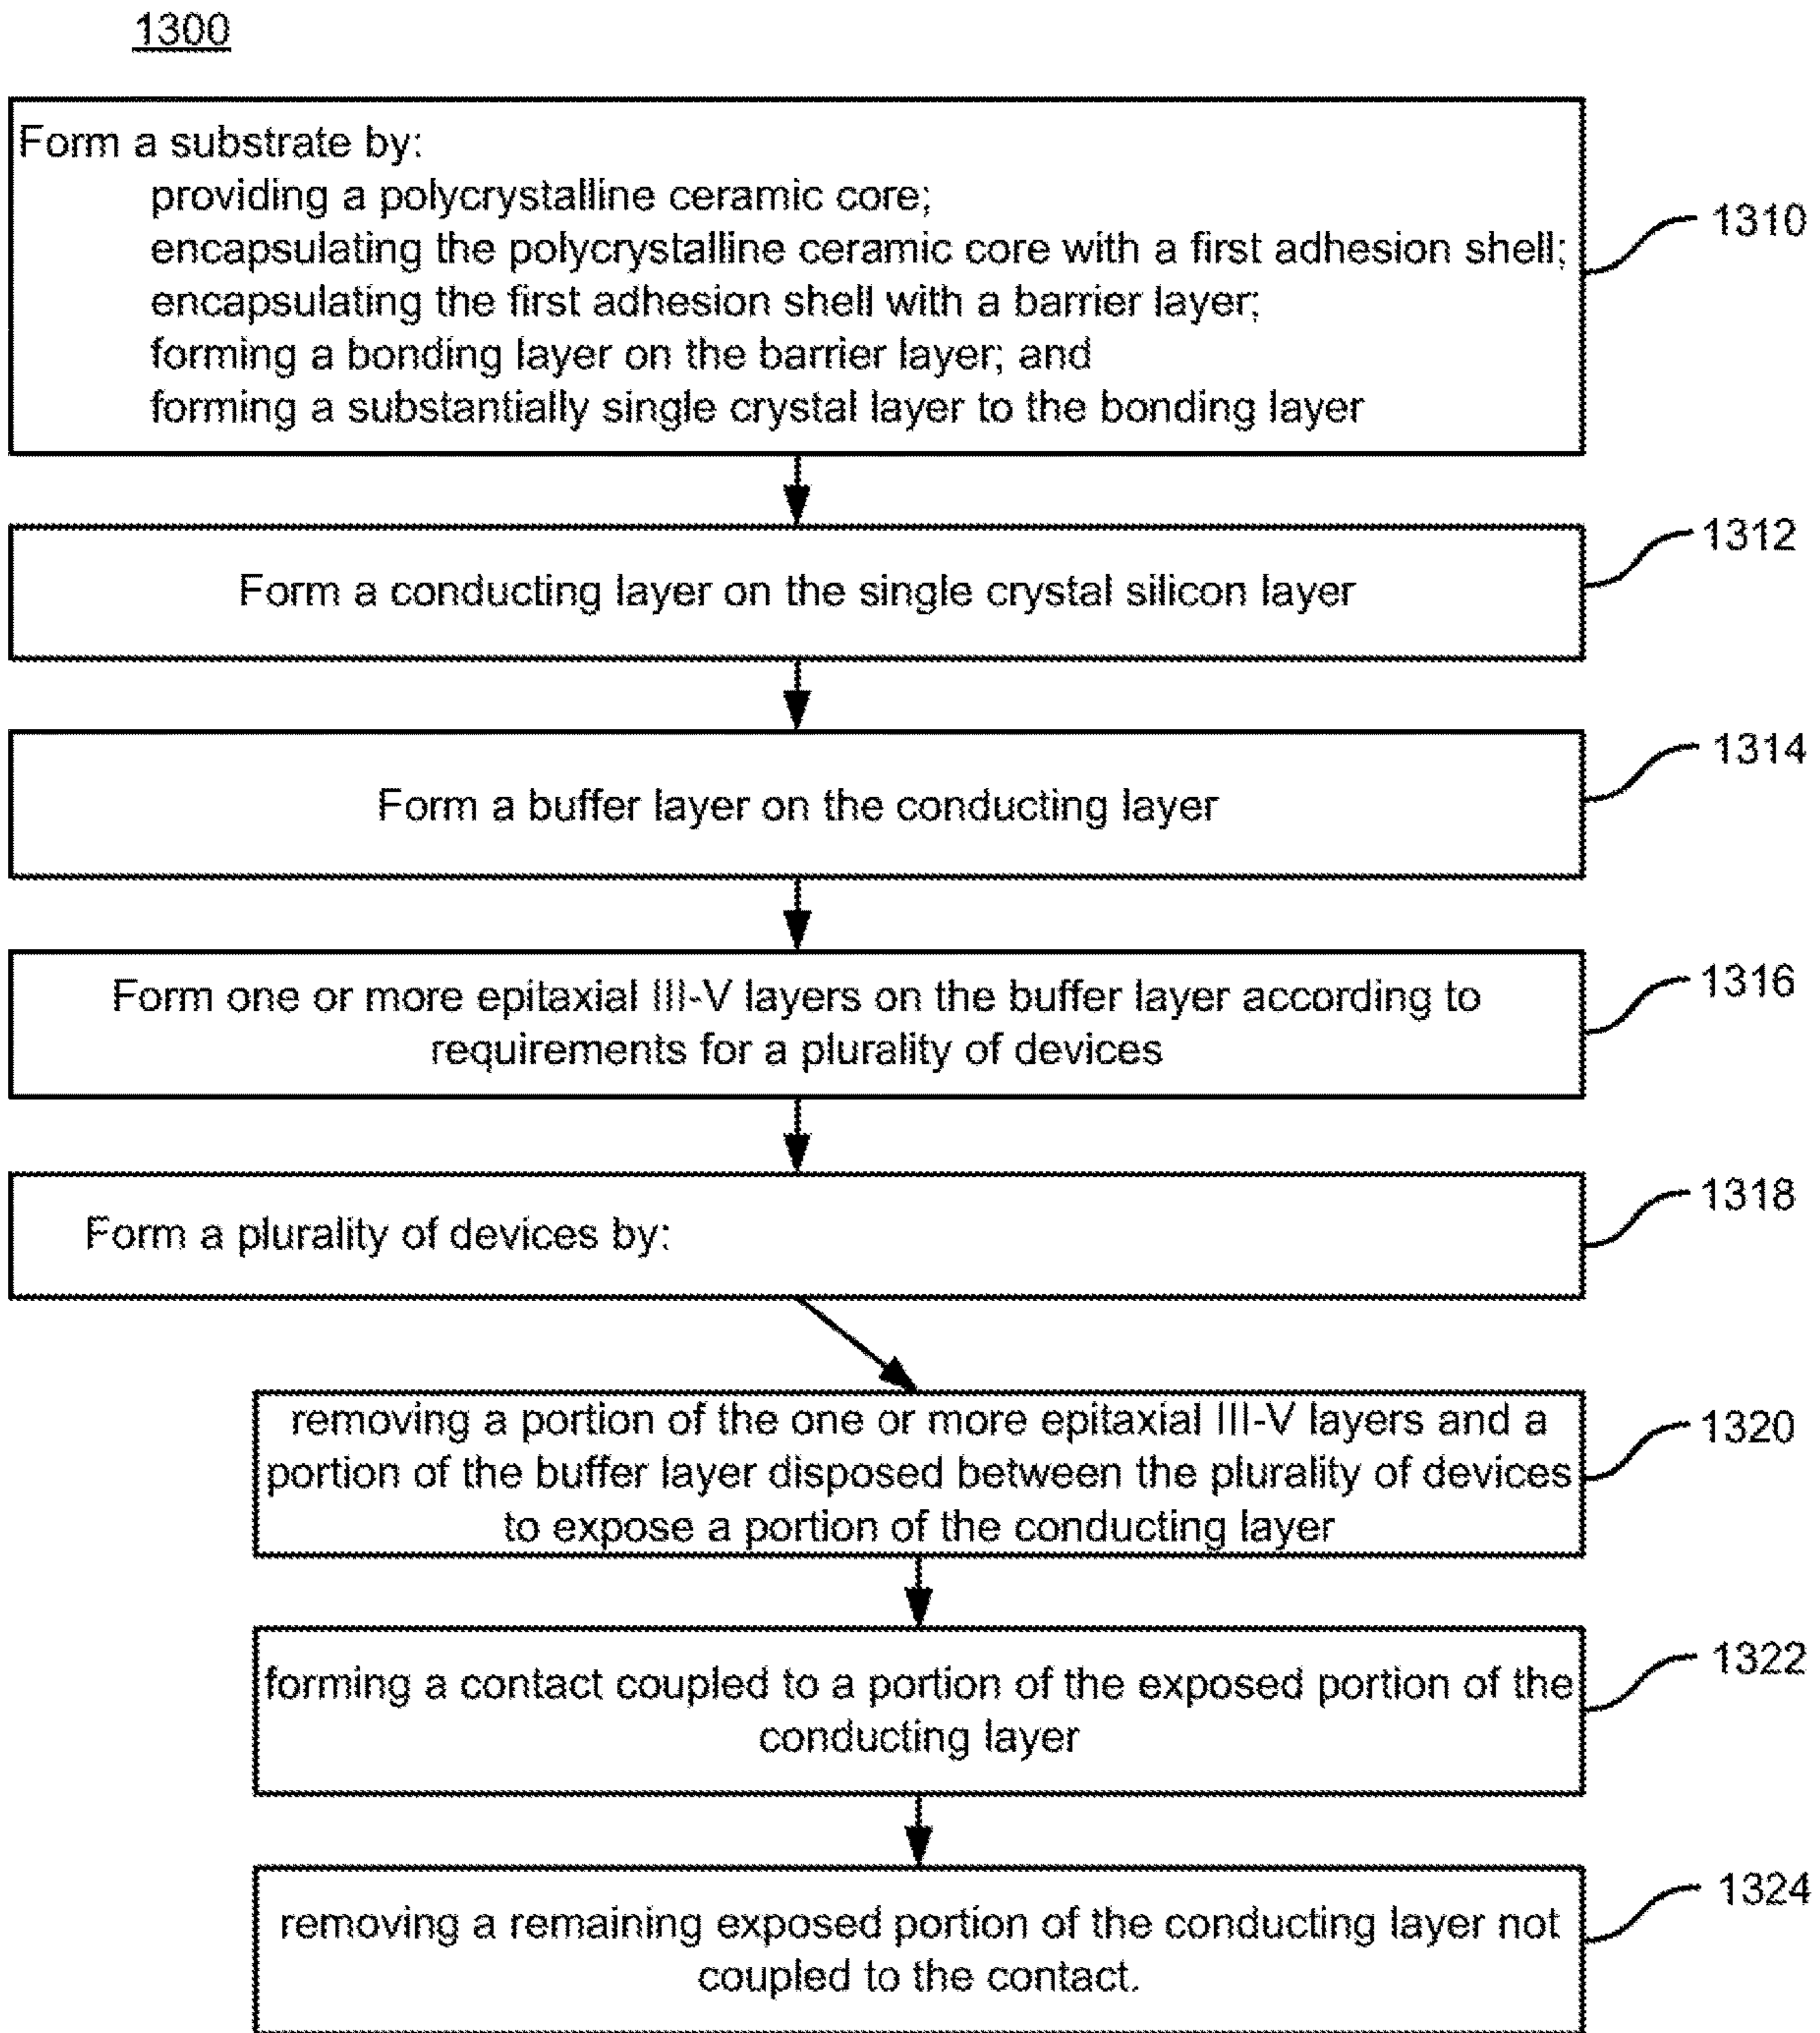 1300
Form a substrate by:
providing a polycrystalline ceramic core;
encapsulating the polycrystalline ceramic core with a first adhesion shell;
encapsulating the first adhesion shell with a barrier layer;
forming a bonding layer on the barrier layer; and
forming a substantially single crystal layer to the bonding layer
1310
Form a conducting layer on the single crystal silicon layer
1312
Form a buffer layer on the conducting layer
1314
Form one or more epitaxial III-V layers on the buffer layer according to
requirements for a plurality of devices
1316
Form a plurality of devices by:
1318
removing a portion of the one or more epitaxial III-V layers and a
portion of the buffer layer disposed between the plurality of devices
to expose a portion of the conducting layer
1320
forming a contact coupled to a portion of the exposed portion of the
conducting layer
1322
removing a remaining exposed portion of the conducting layer not
coupled to the contact.
1324